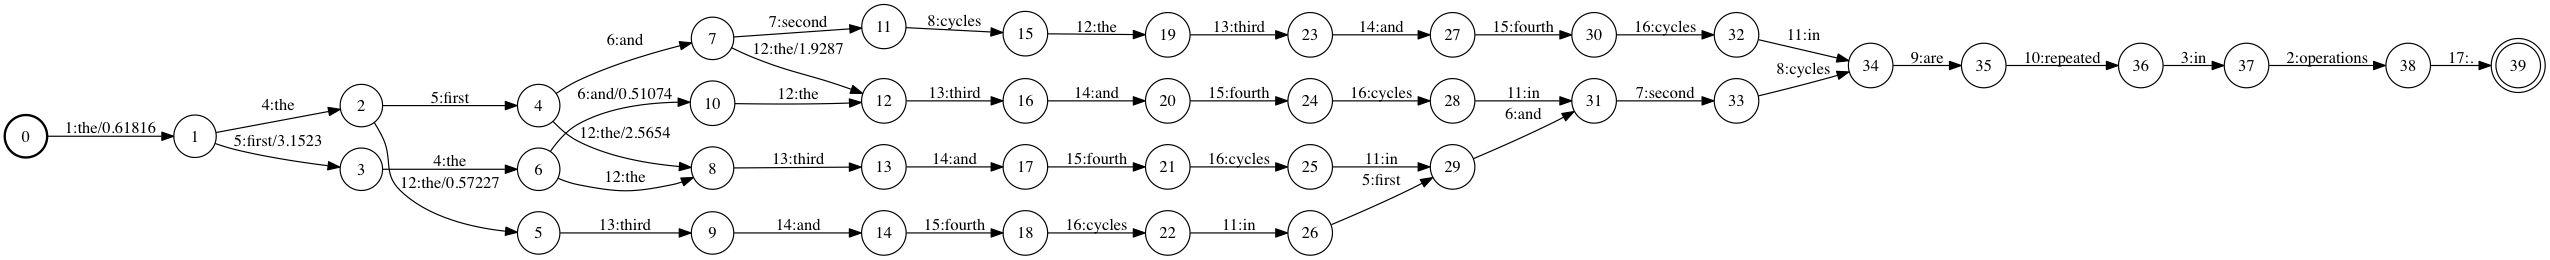 0
1:the/0.61816
1
4:the
5:first/3.1523
2
3
5:first
12:the/0.57227
4:the
4
6
5
6:and
12:the/2.5654
6:and/0.51074
12:the
13:third
7
10
8
9
7:second
12:the/1.9287
12:the
13:third
14:and
11
12
13
14
8:cycles
13:third
14:and
15:fourth
15
16
17
18
12:the
14:and
15:fourth
16:cycles
19
20
21
22
13:third
15:fourth
16:cycles
11:in
23
24
25
26
14:and
16:cycles
11:in
5:first
27
28
29
15:fourth
11:in
6:and
30
31
16:cycles
7:second
32
33
11:in
8:cycles
34
9:are
35
10:repeated
36
3:in
37
2:operations
38
17:.
39